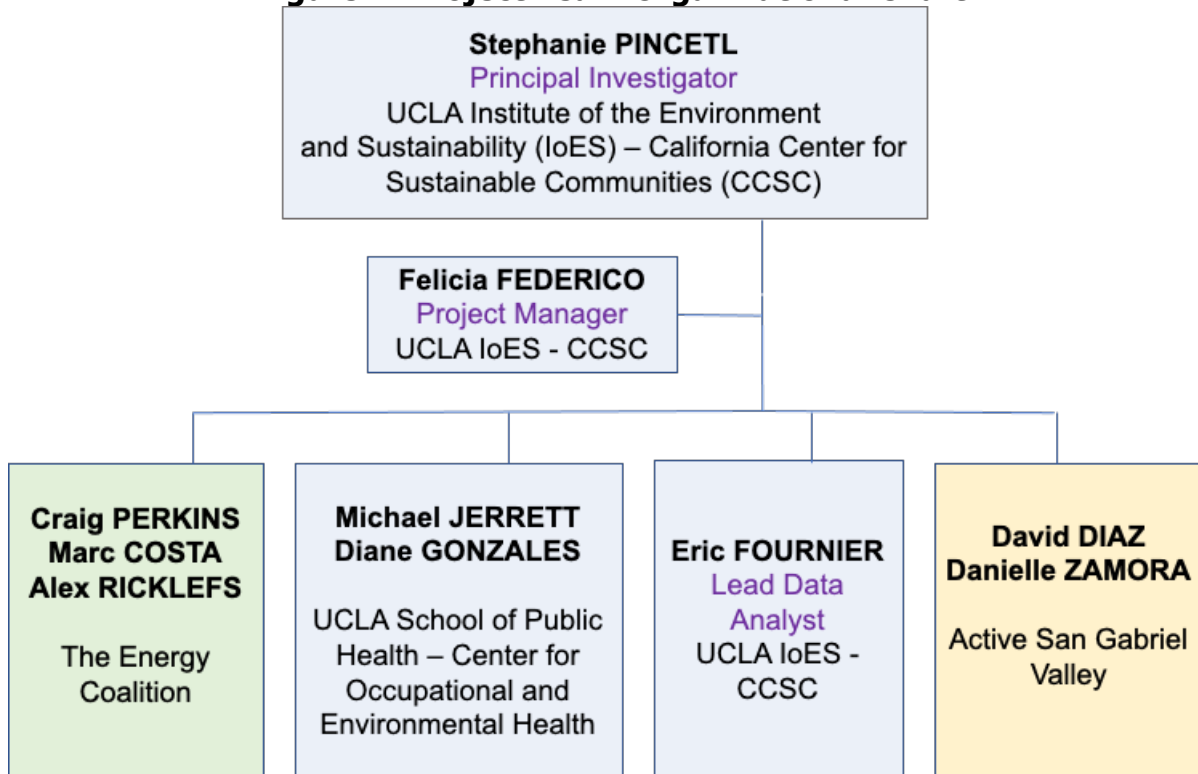 Stephanie PINCETL
Principal Investigator
UCLA Institute of the Environment
and Sustainability (IoES) – California Center for
Sustainable Communities (CCSC)
Felicia FEDERICO
Project Manager
UCLA IoES - CCSC
Craig PERKINS
Marc COSTA
Alex RICKLEFS
The Energy
Coalition
Michael JERRETT
Diane GONZALES
UCLA School of Public
Health – Center for
Occupational and
Environmental Health
Eric FOURNIER
Lead Data
Analyst
UCLA IoES -
CCSC
David DIAZ
Danielle ZAMORA
Active San Gabriel
Valley